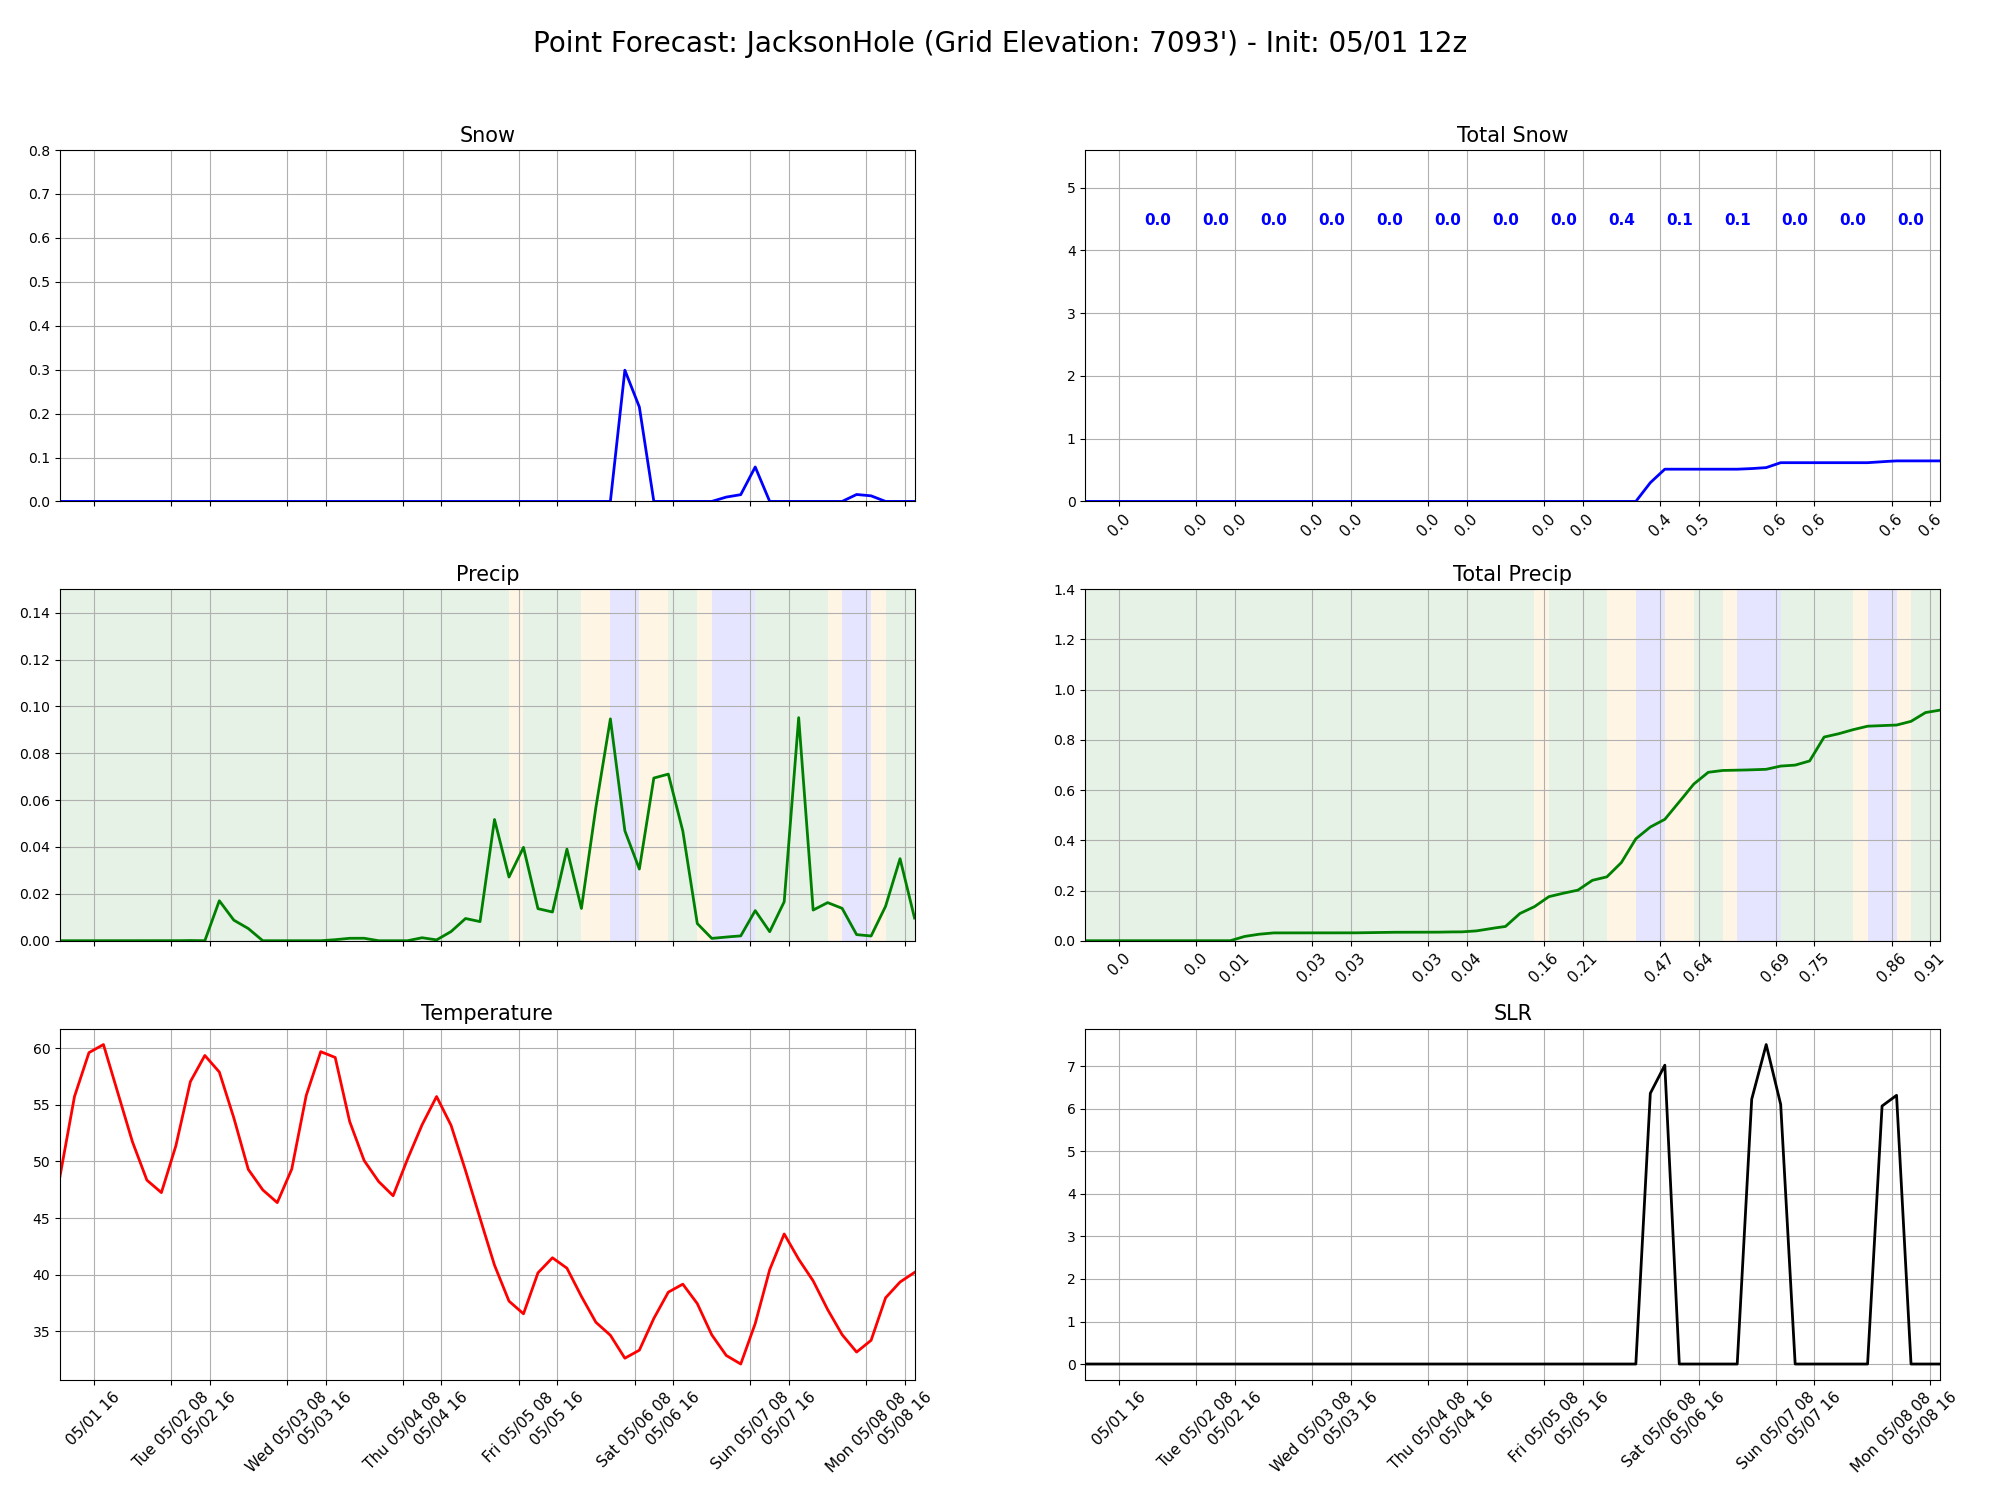 Point Forecast: JacksonHole (Grid Elevation: 7093') - Init: 05/01 12z
Snow
0.8
0.7
0.6
0.5
0.4
0.3
0.2
0.1
0.0
Total Snow
5
4
3
2
1
0
0.0 0.0 0.0 0.0 0.0 0.0 0.0 0.0 0.4 0.1 0.1 0.0 0.0 0.0
0.0 0.0 0.0 0.0 0.0 0.0 0.0 0.0 0.0 0.4 0.5 0.6 0.6 0.6 0.6
Precip
0.14
0.12
0.10
0.08
0.06
0.04
0.02
0.00
Total Precip
1.4
1.2
1.0
0.8
0.6
0.4
0.2
0.0
0.0 0.0 0.01 0.03 0.03 0.03 0.04 0.16 0.21 0.47 0.64 0.69 0.75 0.86 0.91
Temperature
60
55
50
45
40
35
05/01 16
Tue 05/02 08
05/02 16
Wed 05/03 08
05/03 16
Thu 05/04 08
05/04 16
Fri 05/05 08
05/05 16
Sat 05/06 08
05/06 16
Sun 05/07 08
05/07 16
Mon 05/08 08
05/08 16
SLR
7
6
5
4
3
2
1
0
05/01 16
Tue 05/02 08
05/02 16
Wed 05/03 08
05/03 16
Thu 05/04 08
05/04 16
Fri 05/05 08
05/05 16
Sat 05/06 08
05/06 16
Sun 05/07 08
05/07 16
Mon 05/08 08
05/08 16